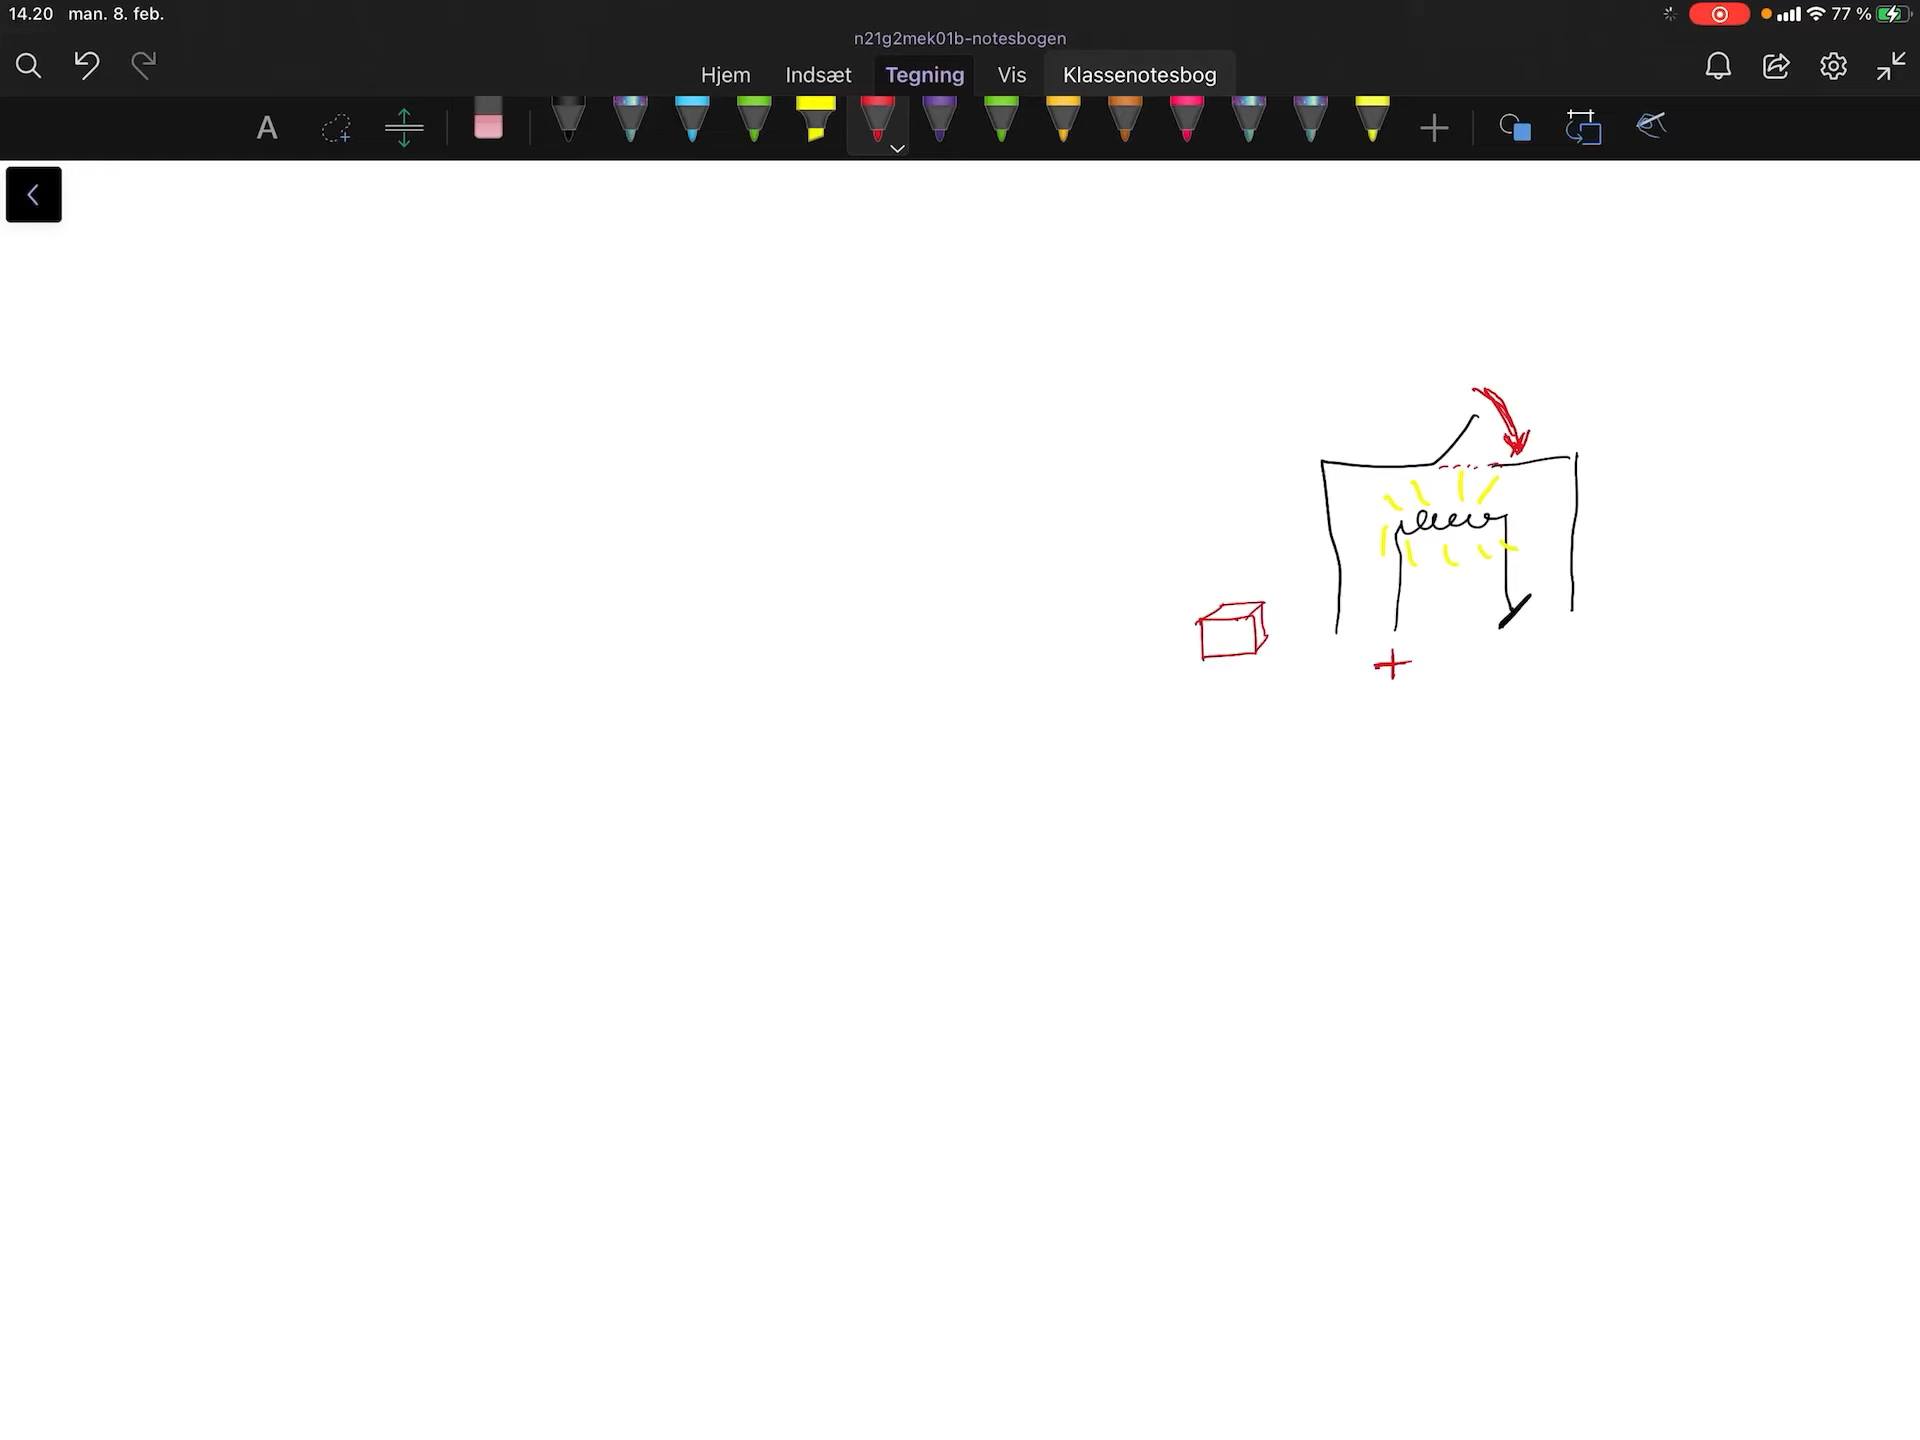 14.20 man. 8. feb.
77 %
n21g2mek01b-notesbogen
Hjem Indsæt Tegning Vis Klassenotesbog
A
+